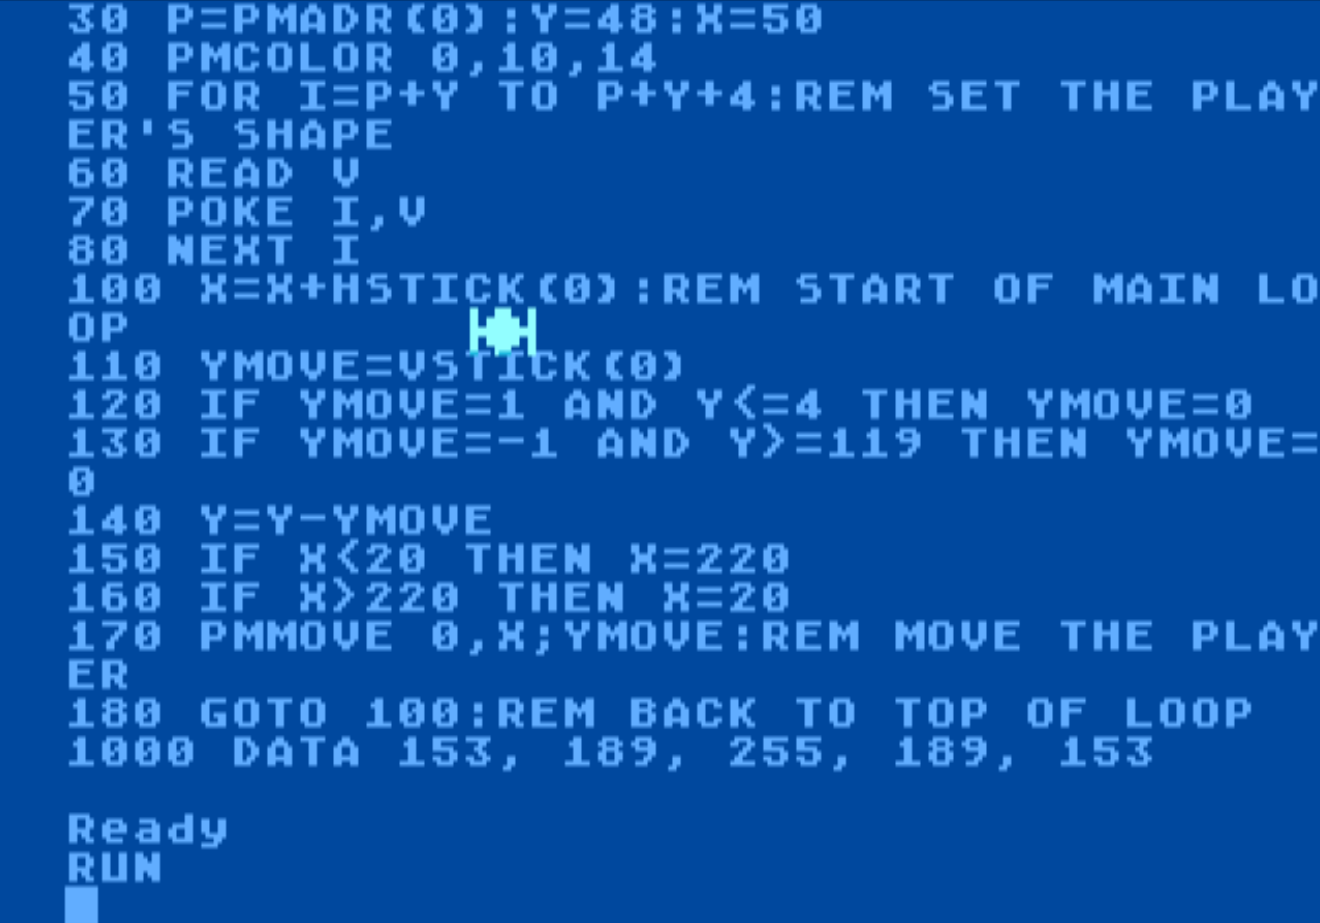 30 P=PMADR(0):Y=48:X=50
40 PMCOLOR 0,10,14
50 FOR I=P+Y TO P+Y+4:REM SET THE PLAY
ER'S SHAPE
60 READ V
70 POKE I,V
80 NEXT I
100 X=X+HSTICK(0):REM START OF MAIN LO
OP
110 YMOVE=VSTICK(0)
120 IF YMOVE=1 AND Y<=4 THEN YMOVE=0
130 IF YMOVE=-1 AND Y>=119 THEN YMOVE=
0
140 Y=Y-YMOVE
150 IF X<20 THEN X=220
160 IF X>220 THEN X=20
170 PMMOVE 0,X;YMOVE:REM MOVE THE PLAY
ER
180 GOTO 100:REM BACK TO TOP OF LOOP
1000 DATA 153, 189, 255, 189, 153
Ready
RUN